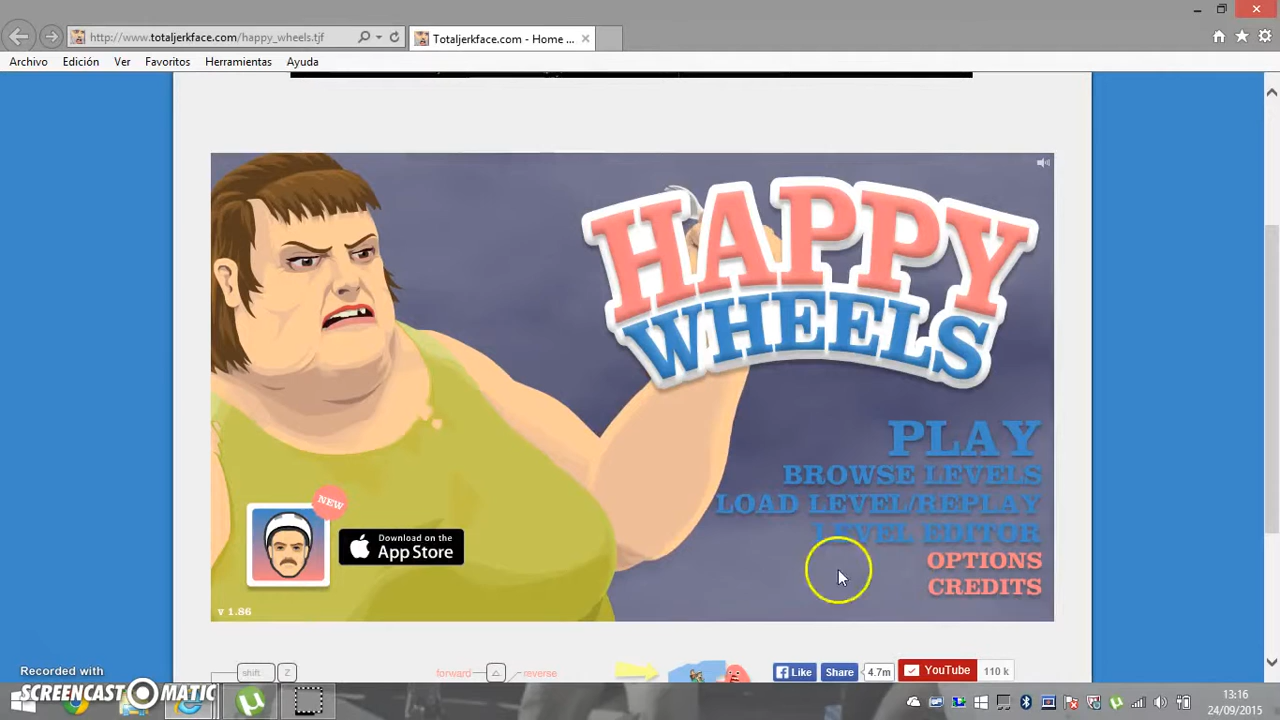 http://www.totaljerkface.com/happy_wheels.tjf
Totaljerkface.com - Home ...
Archivo Edición Ver Favoritos Herramientas Ayuda
HAPPY
WHEELS
PLAY
BROWSE LEVELS
LOAD LEVEL/REPLAY
LEVEL EDITOR
OPTIONS
CREDITS
NEW
Download on the
App Store
v 1.86
shift Z
forward reverse
Like Share 4.7m YouTube 110 k
Recorded with
SCREENCAST MATIC
13:16
24/09/2015